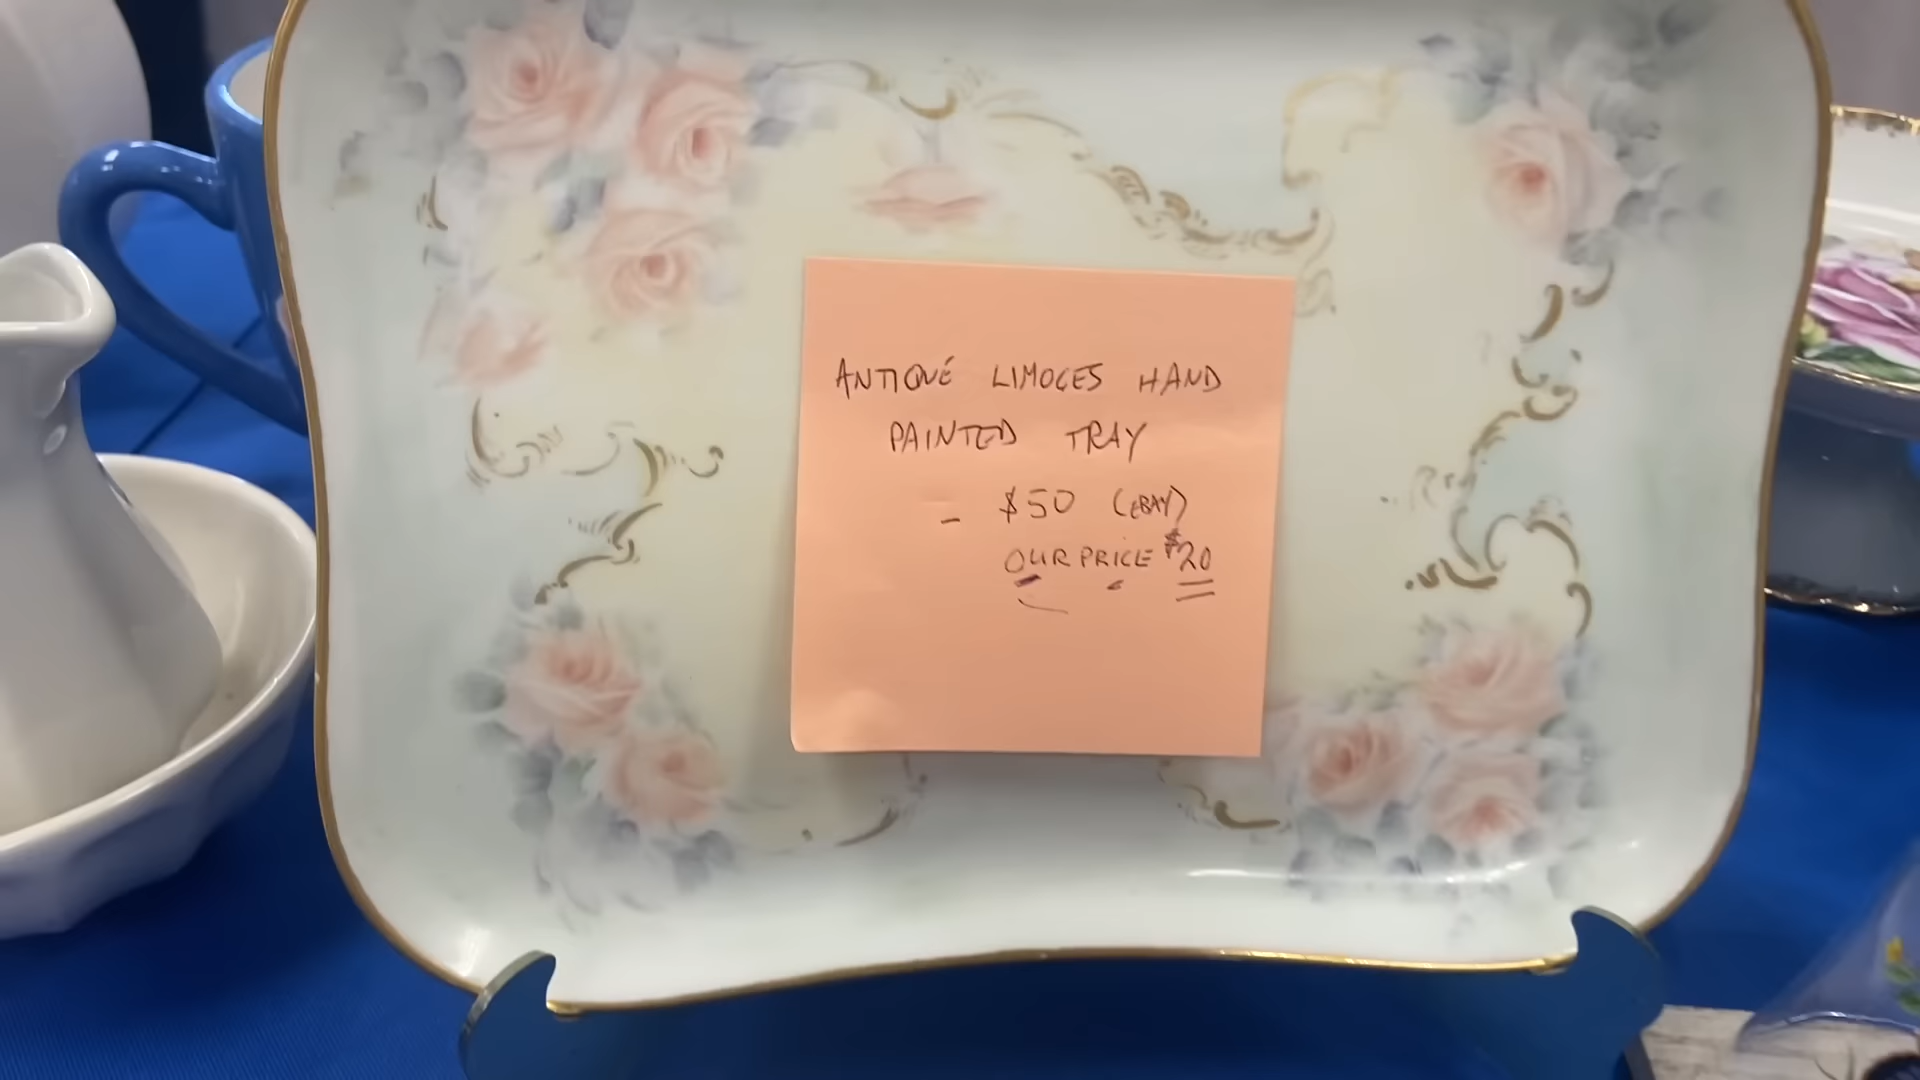 ANTIQUÉ LIMOGES HAND
PAINTED TRAY
- $50 (EBAY)
OUR PRICE $20